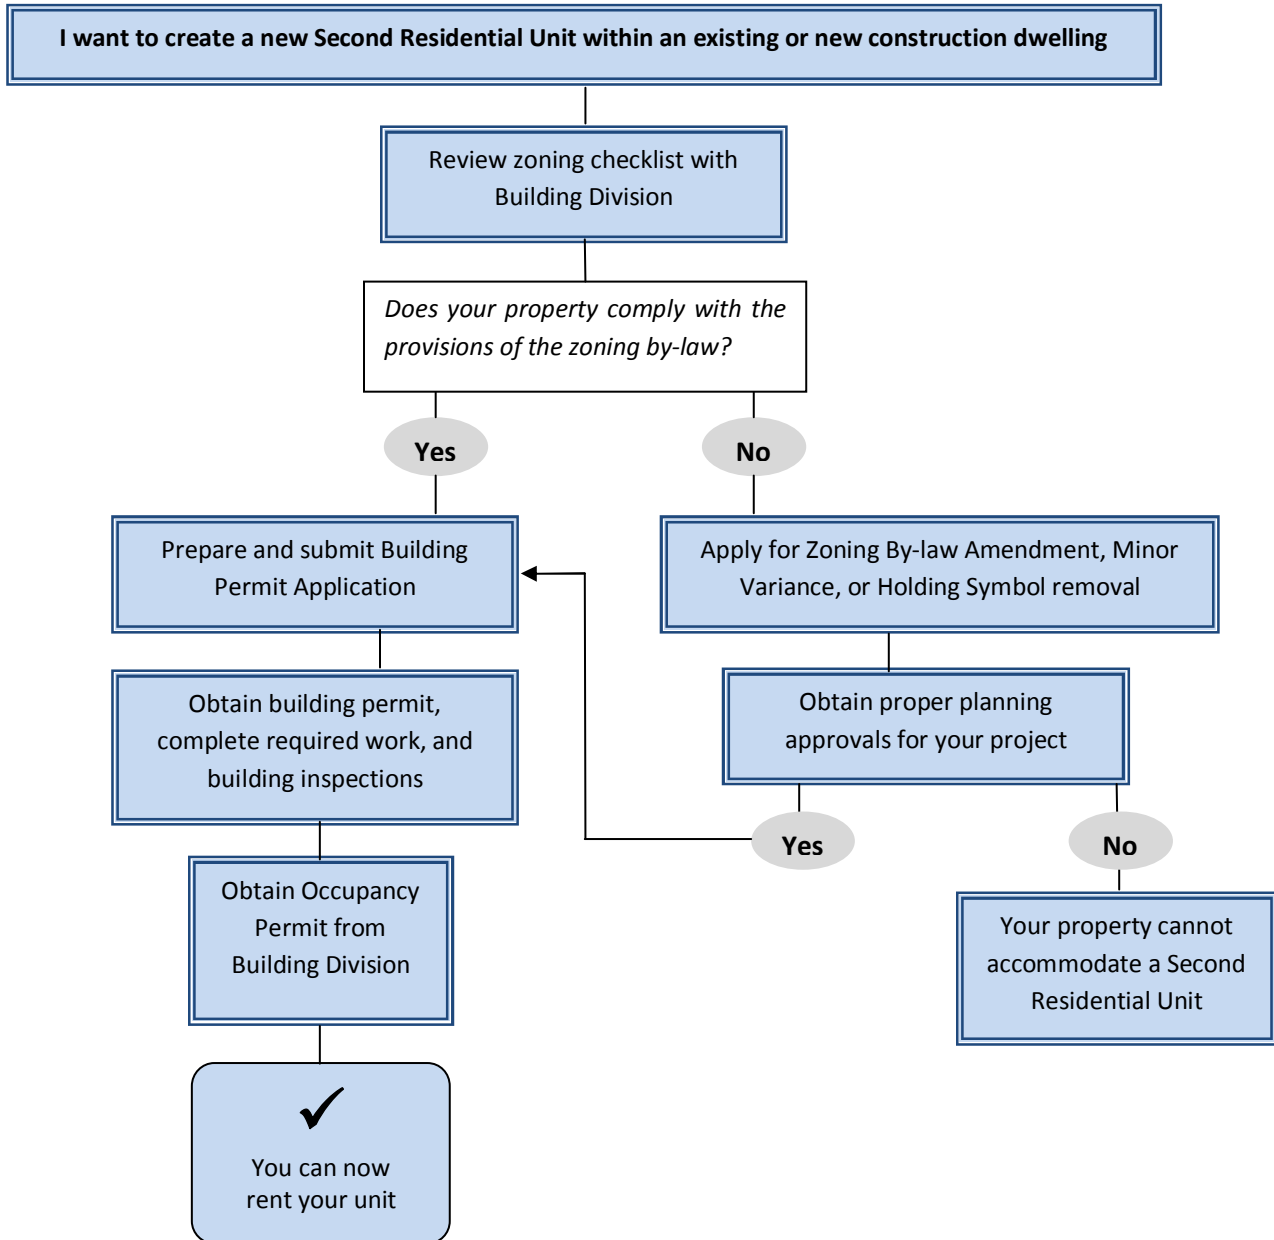 I want to create a new Second Residential Unit within an existing or new construction dwelling
Review zoning checklist with
Building Division
Does your property comply with the
provisions of the zoning by-law?
Yes
No
Prepare and submit Building
Permit Application
Apply for Zoning By-law Amendment, Minor
Variance, or Holding Symbol removal
Obtain building permit,
complete required work, and
building inspections
Obtain proper planning
approvals for your project
Yes
No
Obtain Occupancy
Permit from
Building Division
Your property cannot
accommodate a Second
Residential Unit
✓
You can now
rent your unit